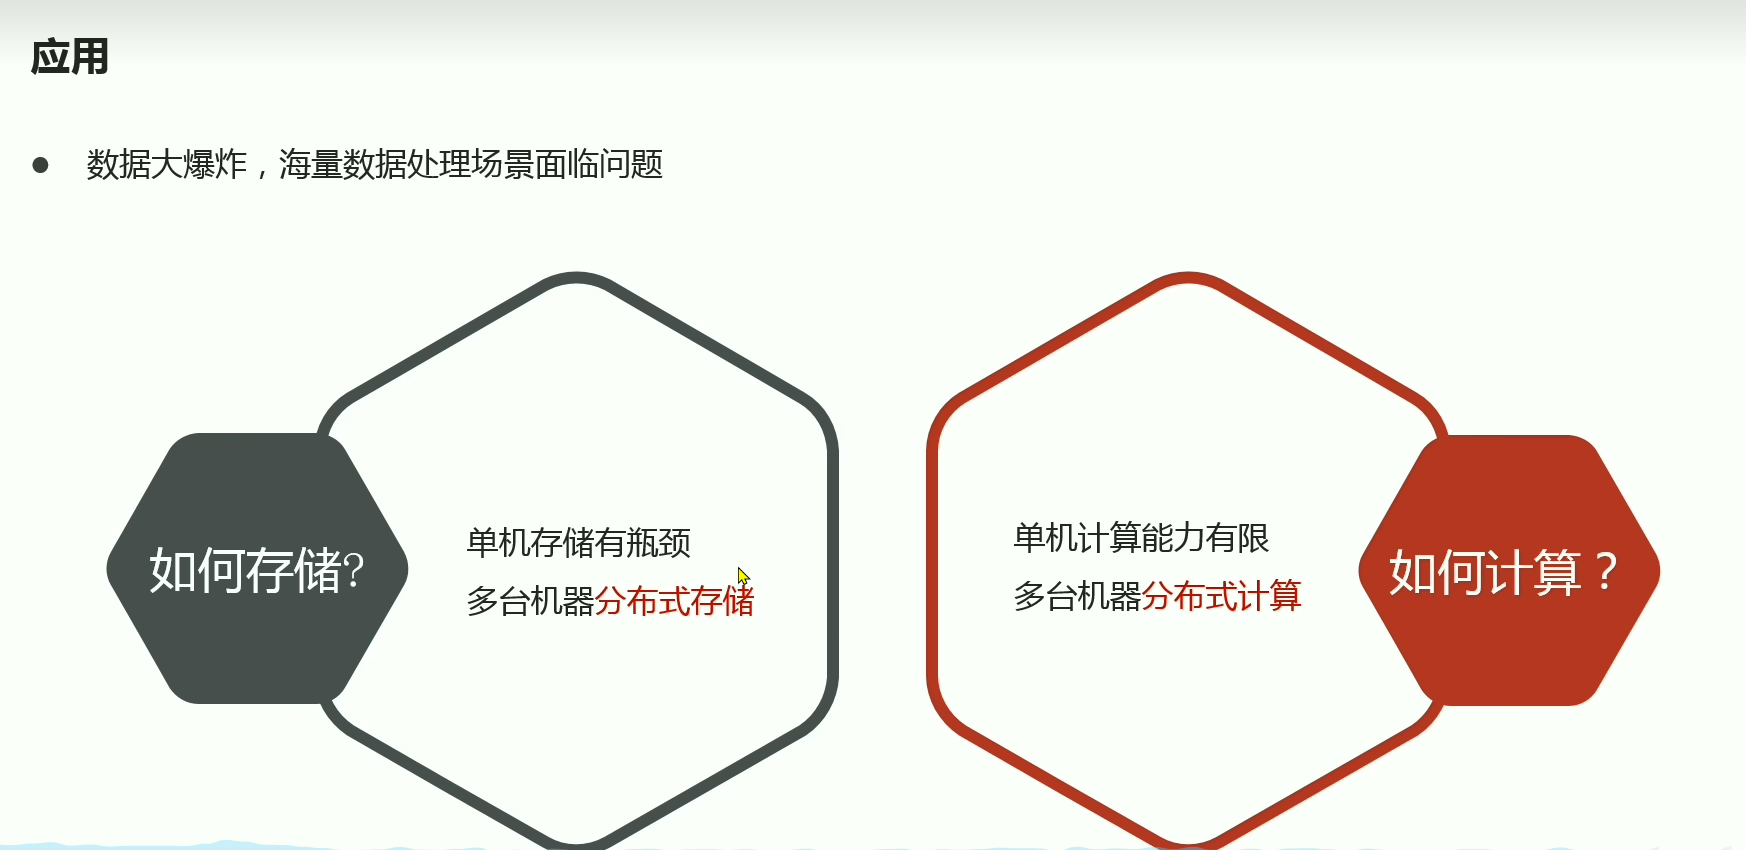 应用
数据大爆炸，海量数据处理场景面临问题
如何存储?
单机存储有瓶颈
多台机器分布式存储
单机计算能力有限
多台机器分布式计算
如何计算？